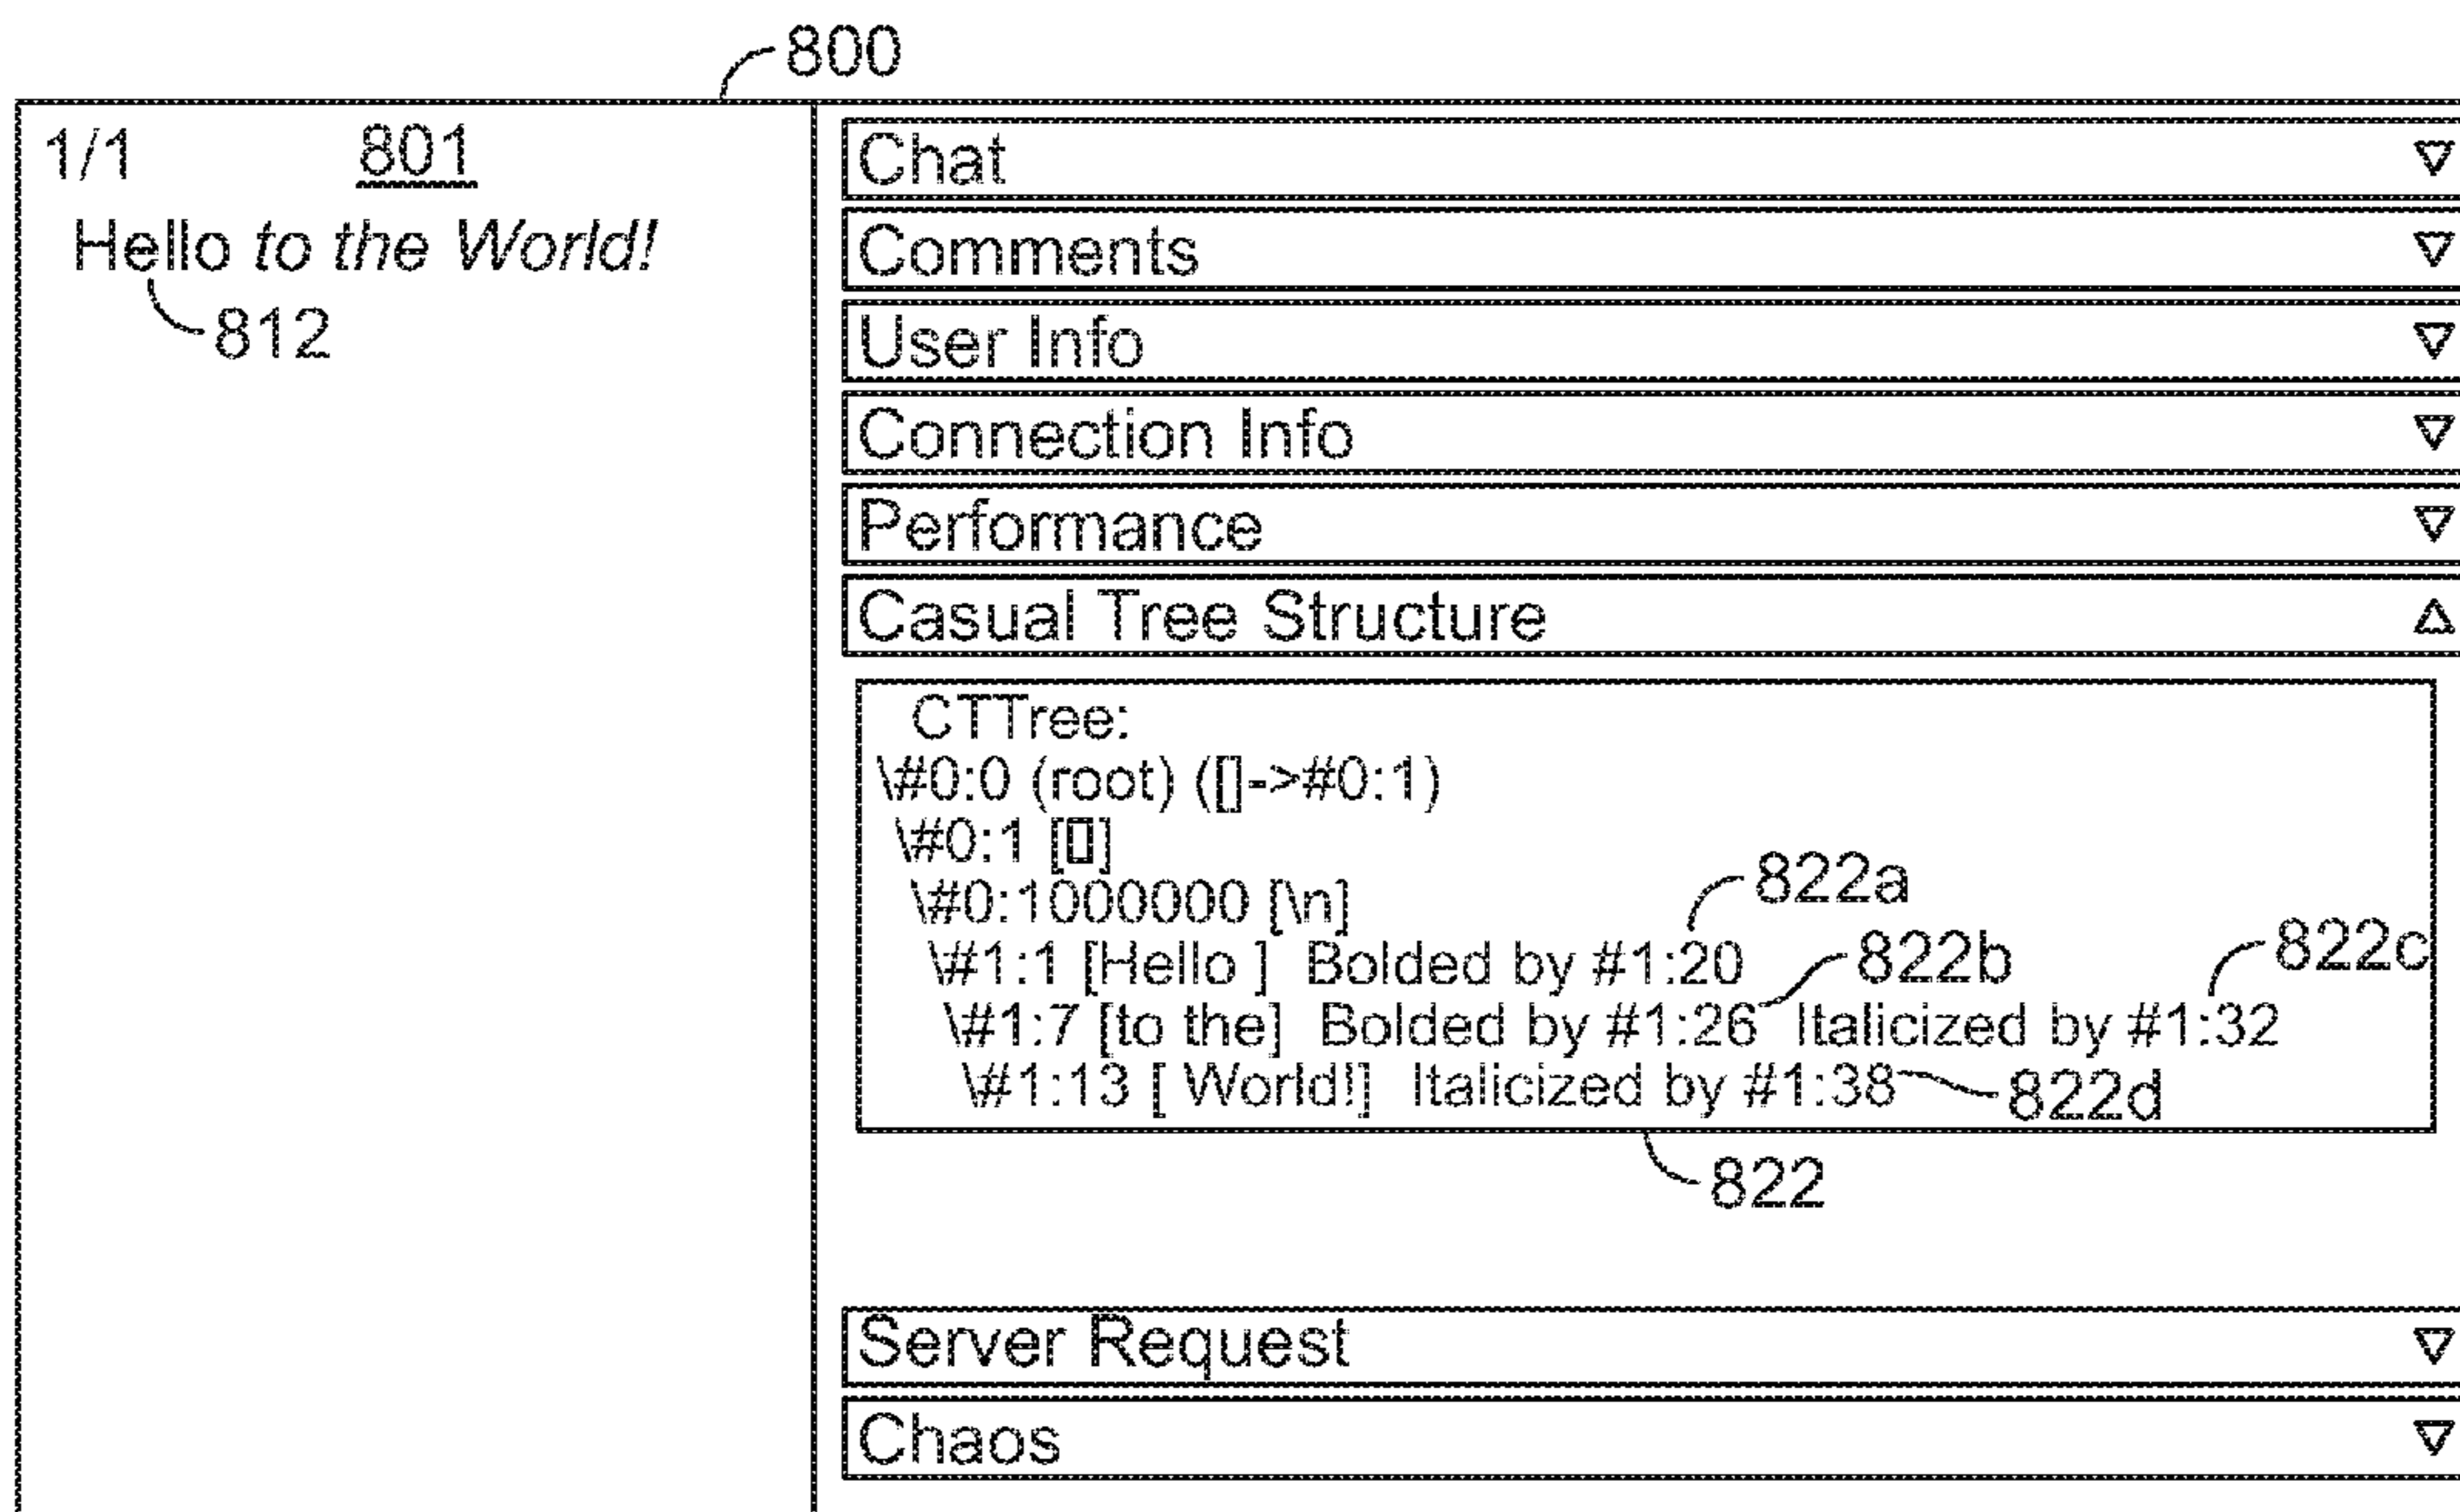 800
1/1 801
Hello to the World!
812
Chat
Comments
User Info
Connection Info
Performance
Casual Tree Structure
CTTree:
\#0:0 (root) ([]->#0:1)
\#0:1 [▯]
\#0:1000000 [\n]
822a
\#1:1 [Hello ] Bolded by #1:20
822b
822c
\#1:7 [to the] Bolded by #1:26 Italicized by #1:32
\#1:13 [ World!] Italicized by #1:38
822d
822
Server Request
Chaos